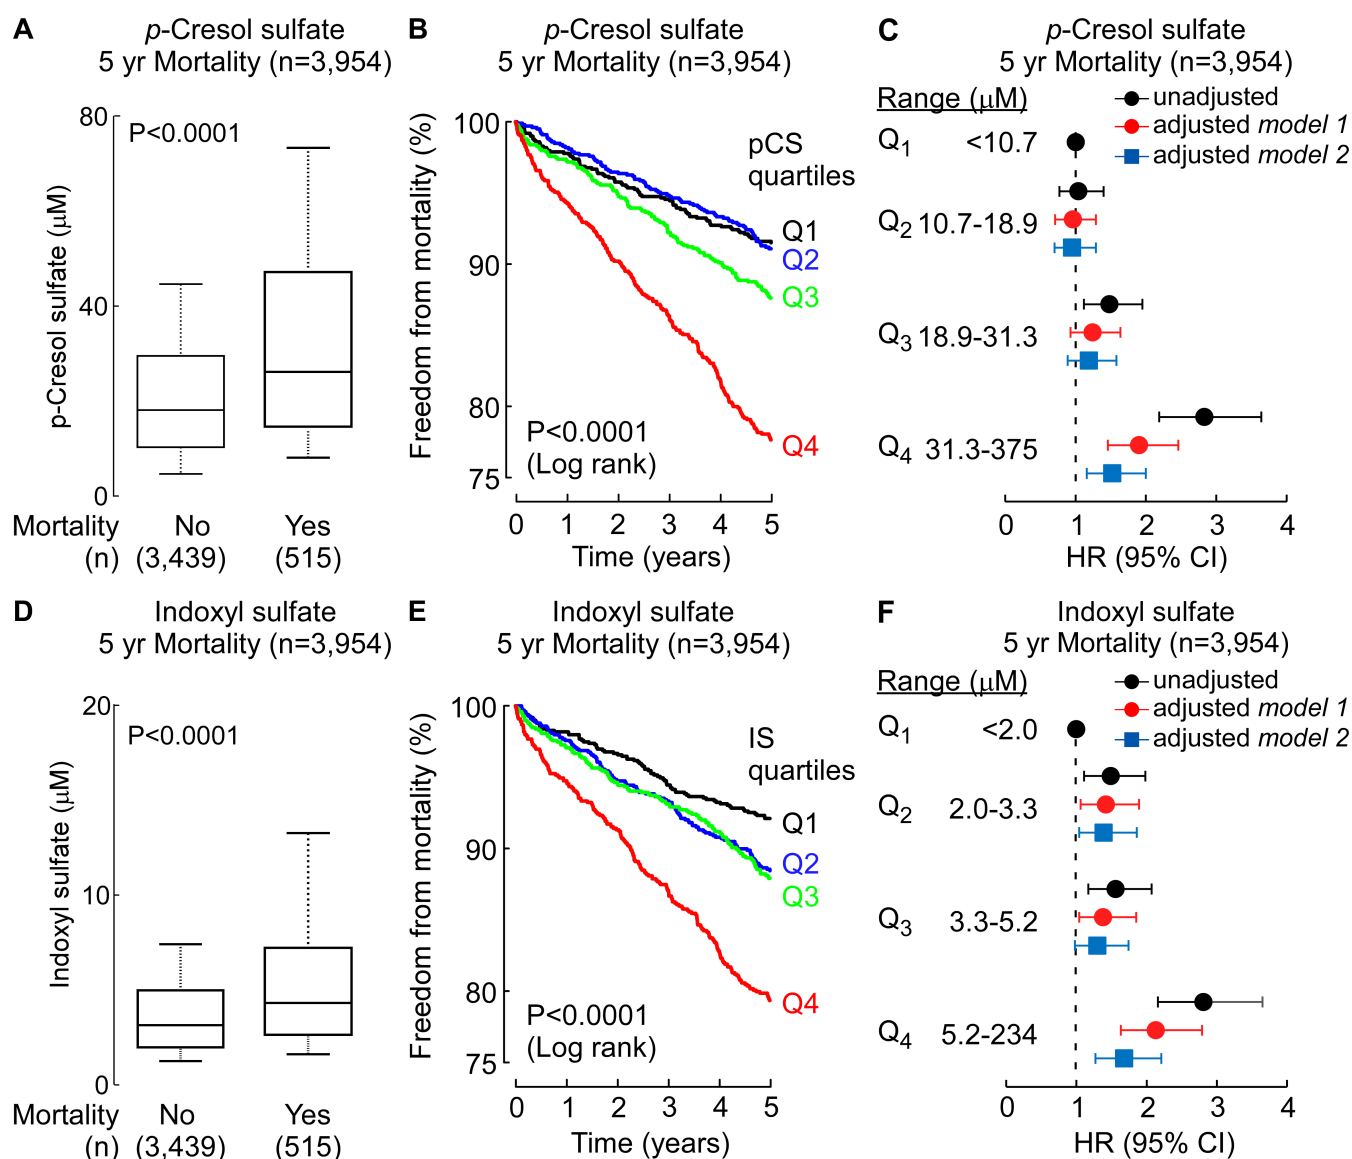 A
p-Cresol sulfate
5 yr Mortality (n=3,954)
p-Cresol sulfate (μM)
80
40
0
P<0.0001
Mortality No Yes
(n) (3,439) (515)
B
p-Cresol sulfate
5 yr Mortality (n=3,954)
Freedom from mortality (%)
100
90
80
75
pCS
quartiles
Q1
Q2
Q3
Q4
P<0.0001
(Log rank)
0 1 2 3 4 5
Time (years)
C
p-Cresol sulfate
5 yr Mortality (n=3,954)
Range (μM)
unadjusted
adjusted model 1
adjusted model 2
Q1 <10.7
Q2 10.7-18.9
Q3 18.9-31.3
Q4 31.3-375
0 1 2 3 4
HR (95% CI)
D
Indoxyl sulfate
5 yr Mortality (n=3,954)
Indoxyl sulfate (μM)
20
10
0
P<0.0001
Mortality No Yes
(n) (3,439) (515)
E
Indoxyl sulfate
5 yr Mortality (n=3,954)
Freedom from mortality (%)
100
90
80
75
IS
quartiles
Q1
Q2
Q3
Q4
P<0.0001
(Log rank)
0 1 2 3 4 5
Time (years)
F
Indoxyl sulfate
5 yr Mortality (n=3,954)
Range (μM)
unadjusted
adjusted model 1
adjusted model 2
Q1 <2.0
Q2 2.0-3.3
Q3 3.3-5.2
Q4 5.2-234
0 1 2 3 4
HR (95% CI)